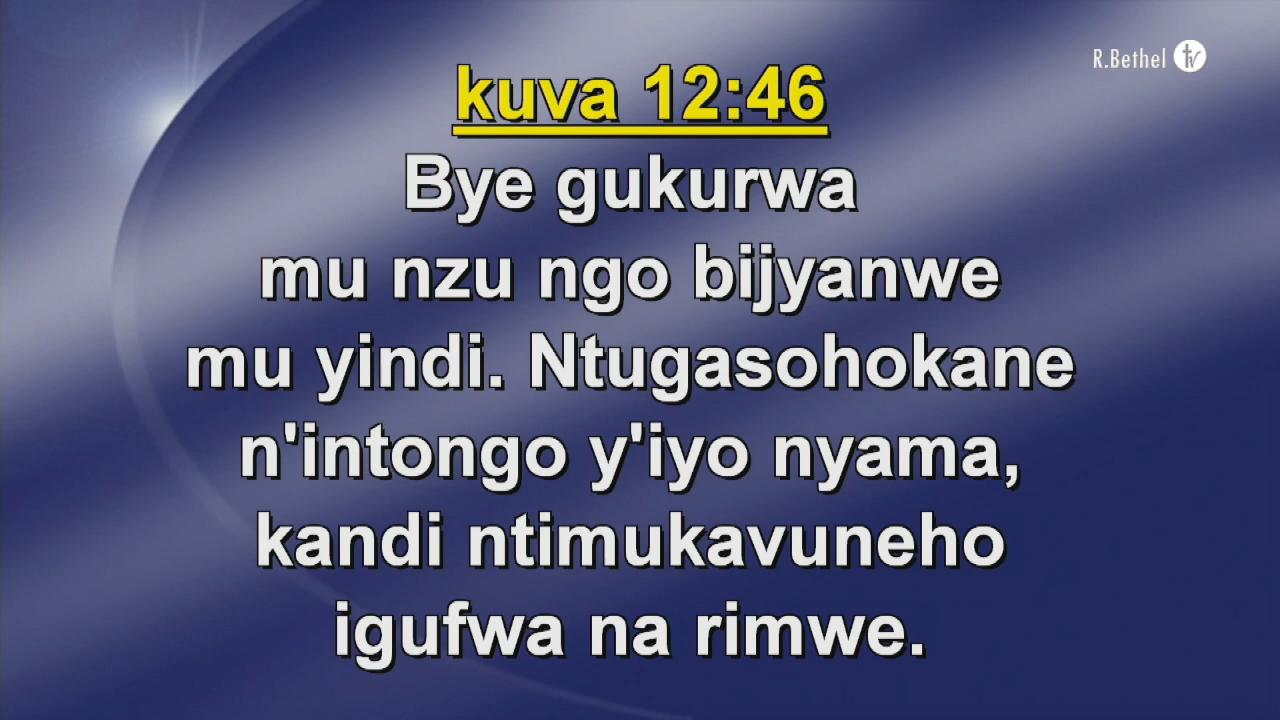 R.Bethel tv
kuva 12:46
Bye gukurwa
mu nzu ngo bijyanwe
mu yindi. Ntugasohokane
n'intongo y'iyo nyama,
kandi ntimukavuneho
igufwa na rimwe.